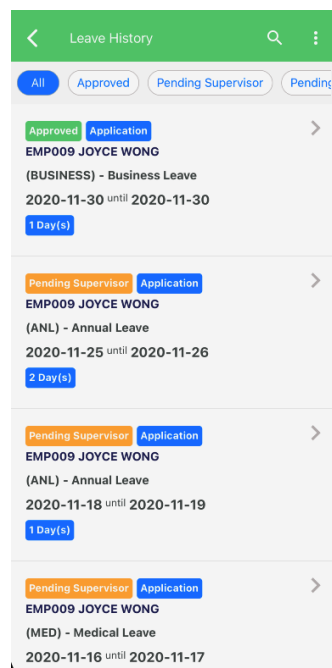 Leave History
All Approved Pending Supervisor Pending
Approved Application
EMP009 JOYCE WONG
(BUSINESS) - Business Leave
2020-11-30 until 2020-11-30
1 Day(s)
Pending Supervisor Application
EMP009 JOYCE WONG
(ANL) - Annual Leave
2020-11-25 until 2020-11-26
2 Day(s)
Pending Supervisor Application
EMP009 JOYCE WONG
(ANL) - Annual Leave
2020-11-18 until 2020-11-19
1 Day(s)
Pending Supervisor Application
EMP009 JOYCE WONG
(MED) - Medical Leave
2020-11-16 until 2020-11-17